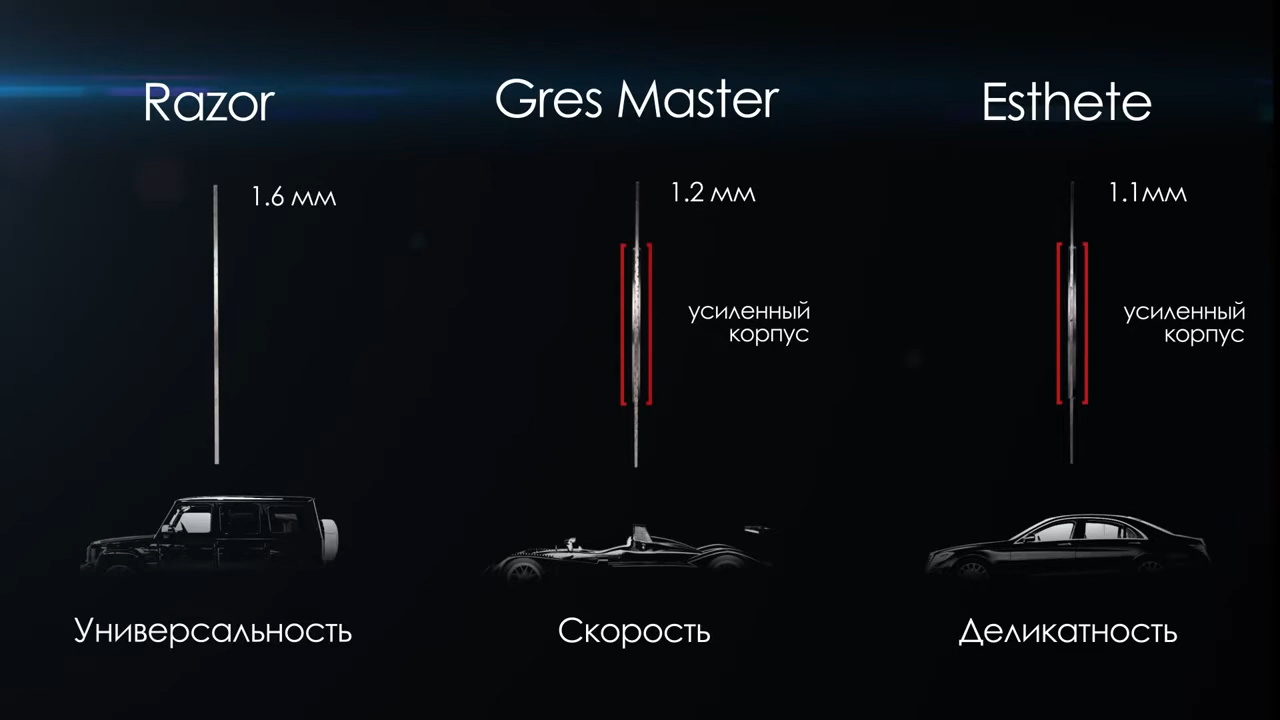 Razor
Gres Master
Esthete
1.6 мм
1.2 мм
1.1мм
усиленный
корпус
усиленный
корпус
Универсальность
Скорость
Деликатность